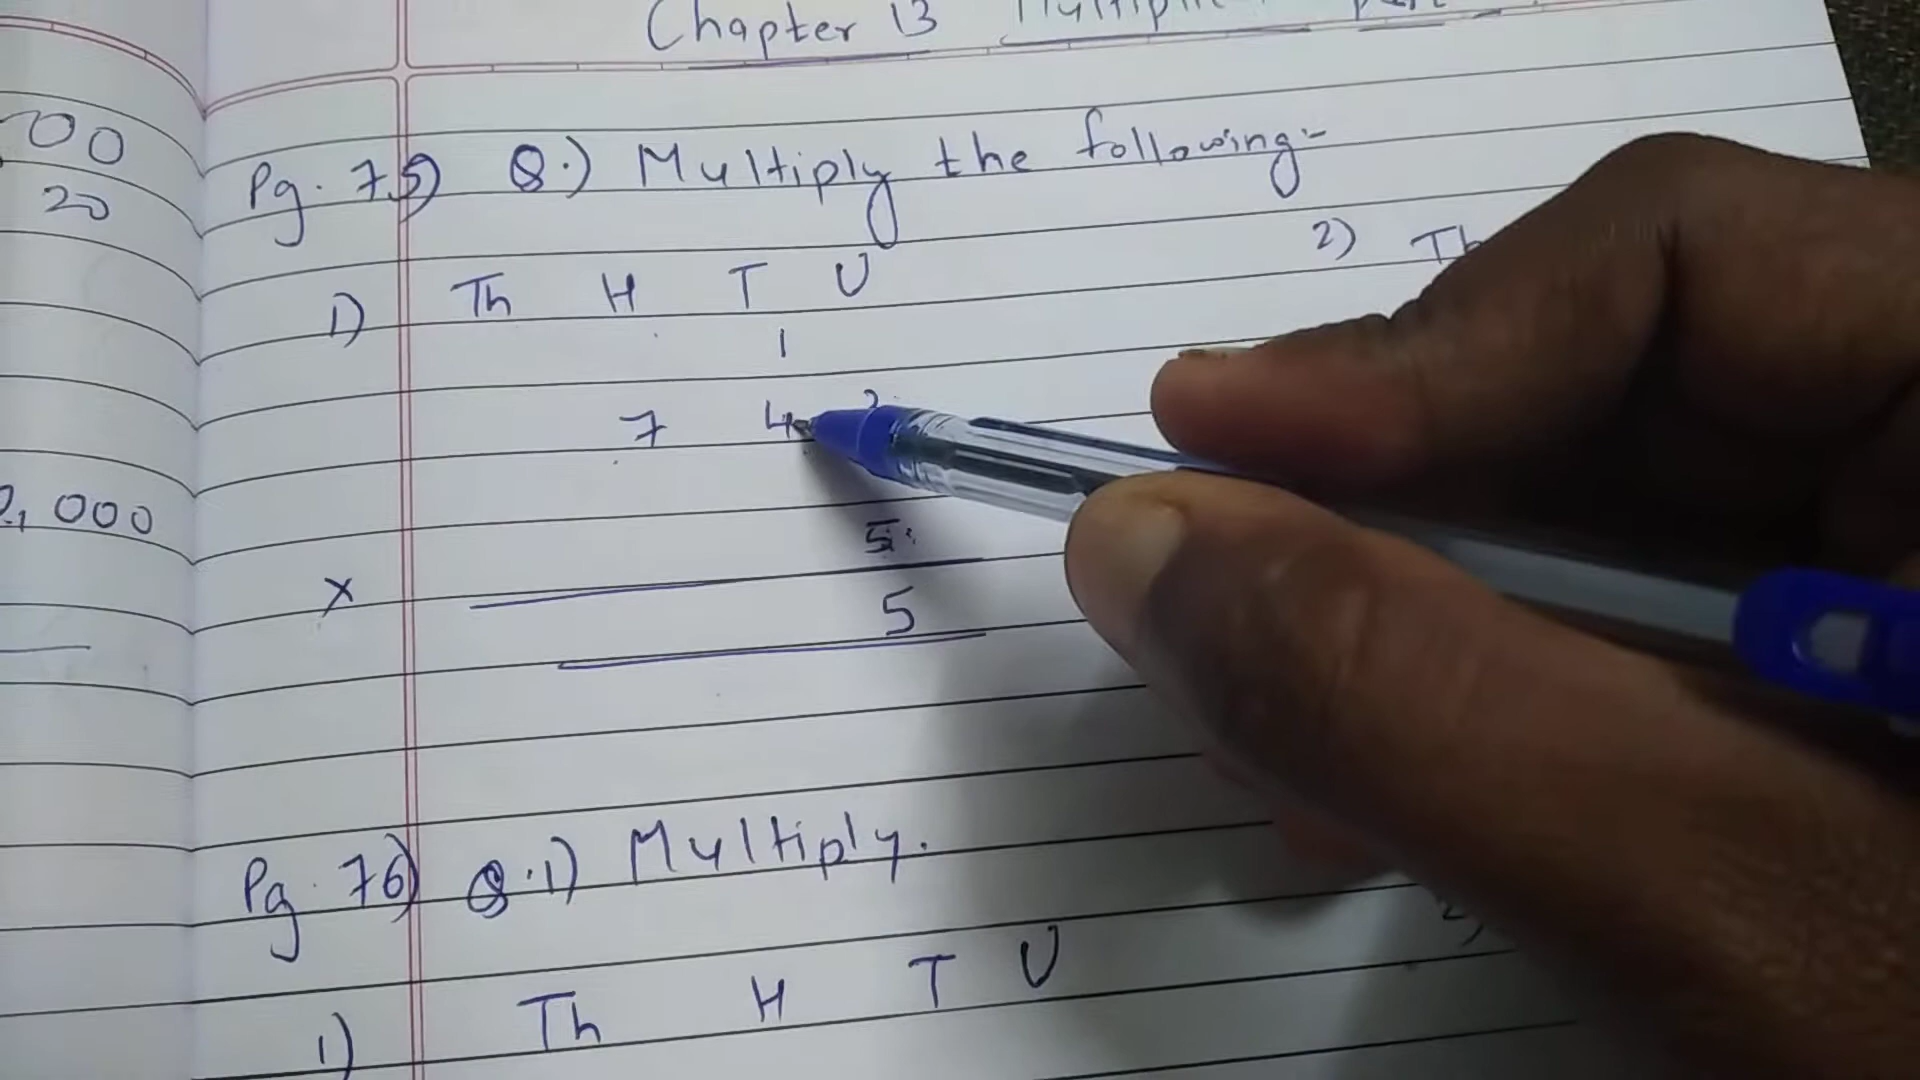 Chapter 13
00
20
Pg. 75) Q.) Multiply the following:-
1) Th H T U
2) Th
1
7 4
000
5
x
5
Pg. 76) Q.1) Multiply.
1) Th H T U